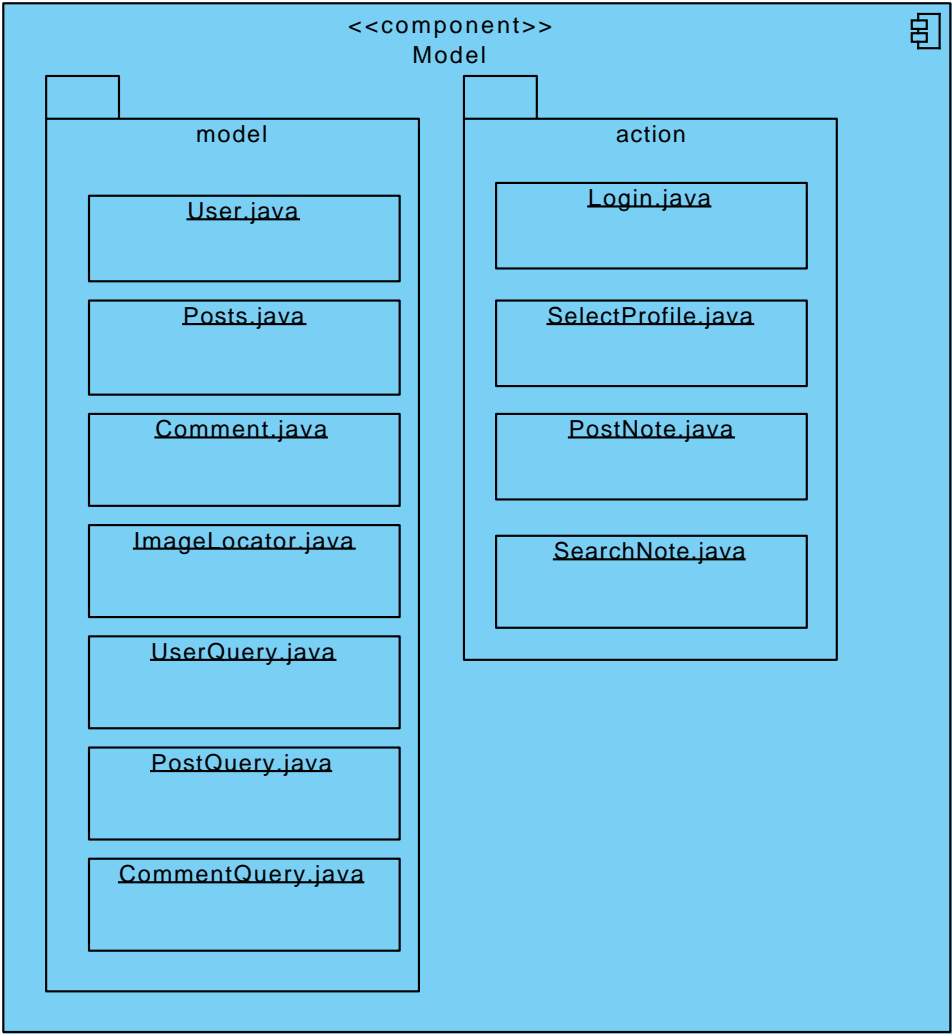 <<component>>
Model
model
User.java
Posts.java
Comment.java
ImageLocator.java
UserQuery.java
PostQuery.java
CommentQuery.java
action
Login.java
SelectProfile.java
PostNote.java
SearchNote.java